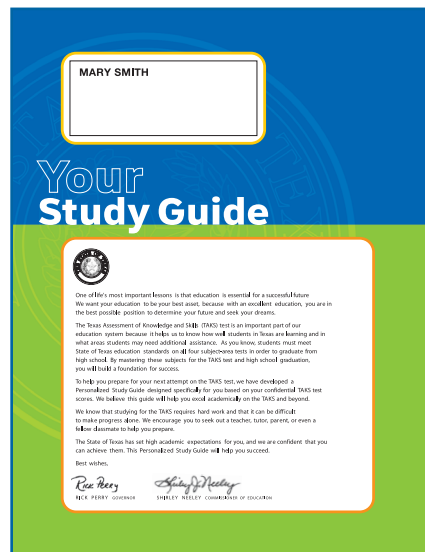 MARY SMITH
Your
Study Guide
One of life's most important lessons is that education is essential for a successful future
We want your education to be your best asset, because with an excellent education, you are in
the best possible position to determine your future and seek your dreams.
The Texas Assessment of Knowledge and Skills (TAKS) test is an important part of our
education system because it helps us to know how well students in Texas are learning and in
what areas students may need additional assistance. As you know, students must meet
State of Texas education standards on all four subject-area tests in order to graduate from
high school. By mastering these subjects for the TAKS test and high school graduation,
you will build a foundation for success.
To help you prepare for your next attempt on the TAKS test, we have developed a
Personalized Study Guide designed specifically for you based on your confidential TAKS test
scores. We believe this guide will help you excel academically on the TAKS and beyond.
We know that studying for the TAKS requires hard work and that it can be difficult
to make progress alone. We encourage you to seek out a teacher, tutor, parent, or even a
fellow classmate to help you prepare.
The State of Texas has set high academic expectations for you, and we are confident that you
can achieve them. This Personalized Study Guide will help you succeed.
Best wishes,
Rick Perry Shirley J. Neeley
RICK PERRY GOVERNOR SHIRLEY NEELEY COMMISSIONER OF EDUCATION